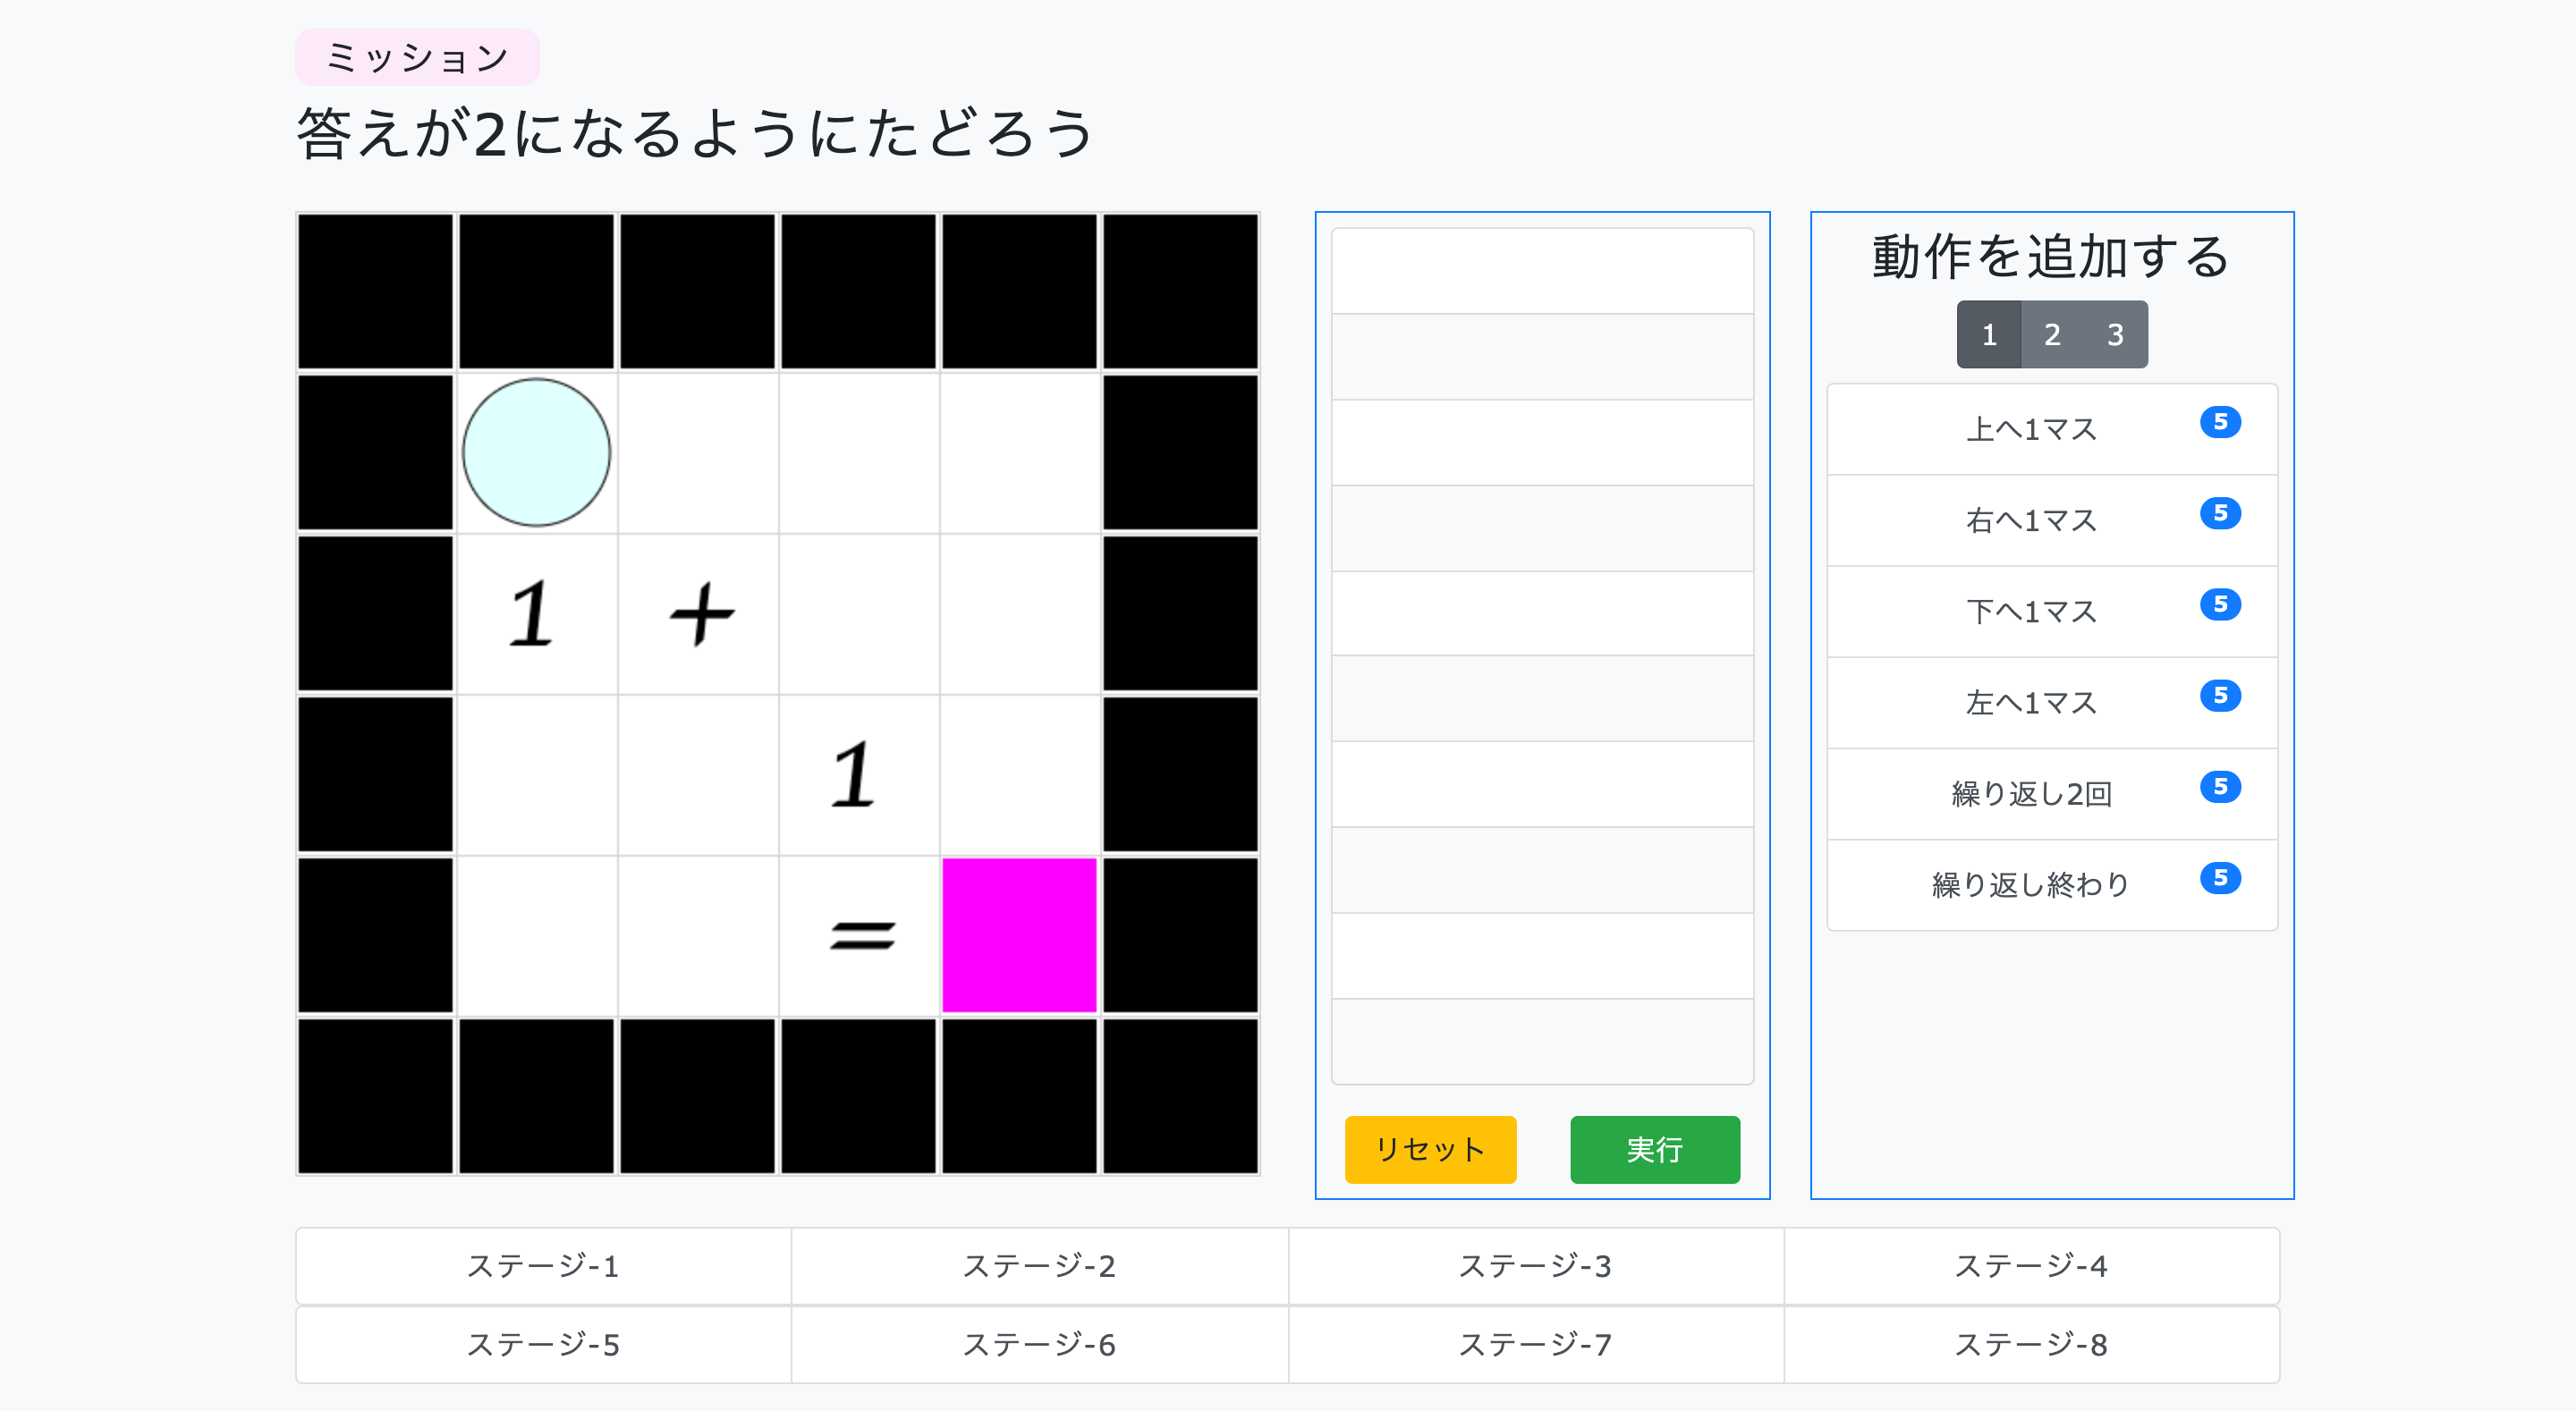 ミッション
答えが2になるようにたどろう
1 +
1
=
リセット 実行
動作を追加する
1 2 3
上へ1マス 5
右へ1マス 5
下へ1マス 5
左へ1マス 5
繰り返し2回 5
繰り返し終わり 5
ステージ-1 ステージ-2 ステージ-3 ステージ-4
ステージ-5 ステージ-6 ステージ-7 ステージ-8